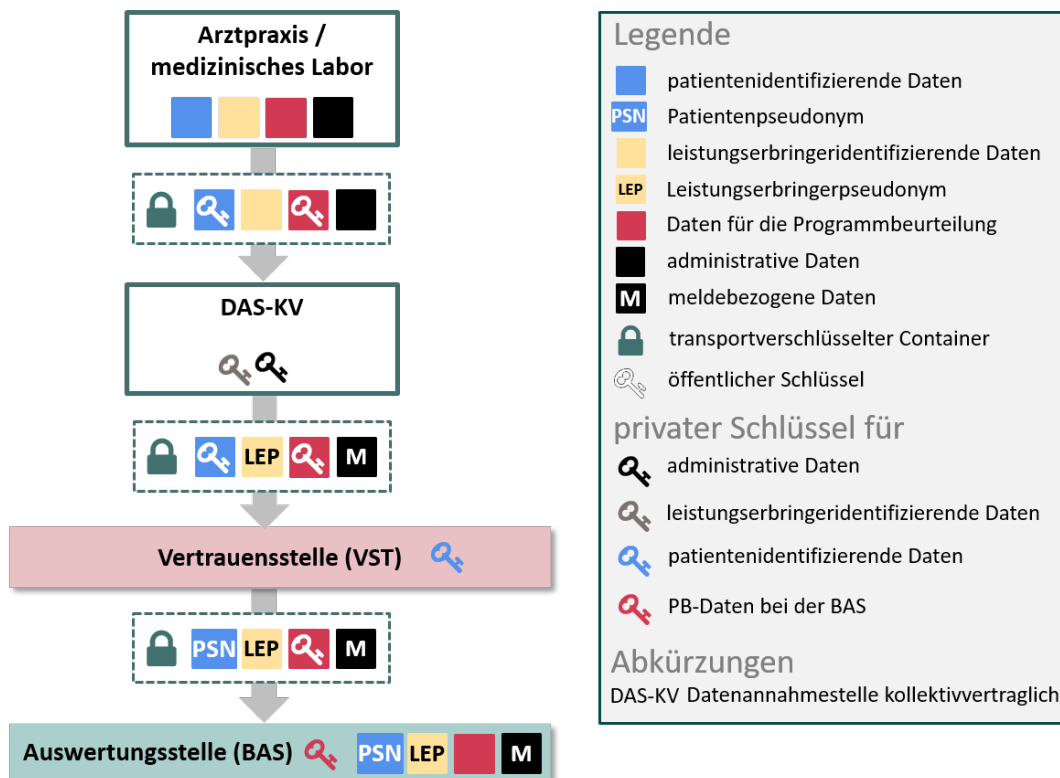 Arztpraxis /
medizinisches Labor
DAS-KV
LEP
M
Vertrauensstelle (VST)
PSN
LEP
M
Auswertungsstelle (BAS)
PSN
LEP
M
Legende
patientenidentifizierende Daten
PSN
Patientenpseudonym
leistungserbringeridentifizierende Daten
LEP
Leistungserbringerpseudonym
Daten für die Programmbeurteilung
administrative Daten
M
meldebezogene Daten
transportverschlüsselter Container
öffentlicher Schlüssel
privater Schlüssel für
administrative Daten
leistungserbringeridentifizierende Daten
patientenidentifizierende Daten
PB-Daten bei der BAS
Abkürzungen
DAS-KV Datenannahmestelle kollektivvertraglich